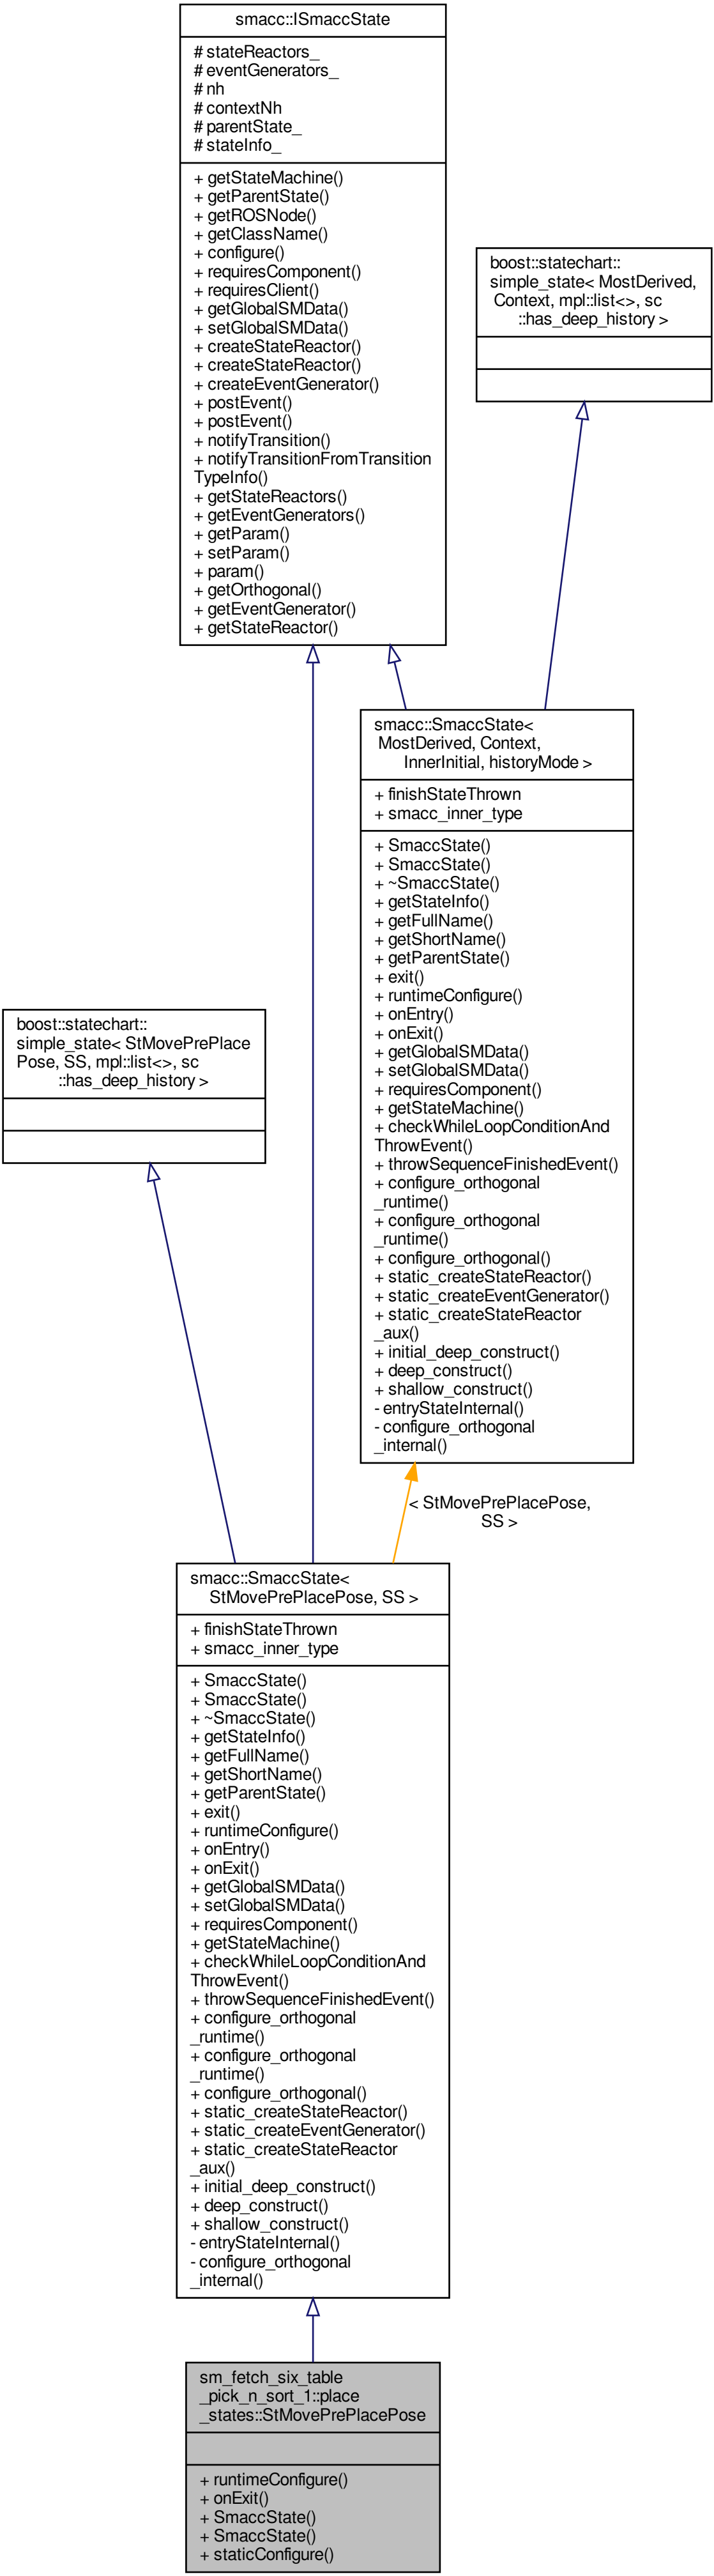 smacc::ISmaccState
# stateReactors_
# eventGenerators_
# nh
# contextNh
# parentState_
# stateInfo_
+ getStateMachine()
+ getParentState()
+ getROSNode()
+ getClassName()
+ configure()
+ requiresComponent()
+ requiresClient()
+ getGlobalSMData()
+ setGlobalSMData()
+ createStateReactor()
+ createStateReactor()
+ createEventGenerator()
+ postEvent()
+ postEvent()
+ notifyTransition()
+ notifyTransitionFromTransition
TypeInfo()
+ getStateReactors()
+ getEventGenerators()
+ getParam()
+ setParam()
+ param()
+ getOrthogonal()
+ getEventGenerator()
+ getStateReactor()
boost::statechart::
simple_state< MostDerived,
Context, mpl::list<>, sc
::has_deep_history >
smacc::SmaccState<
MostDerived, Context,
InnerInitial, historyMode >
+ finishStateThrown
+ smacc_inner_type
+ SmaccState()
+ SmaccState()
+ ~SmaccState()
+ getStateInfo()
+ getFullName()
+ getShortName()
+ getParentState()
+ exit()
+ runtimeConfigure()
+ onEntry()
+ onExit()
+ getGlobalSMData()
+ setGlobalSMData()
+ requiresComponent()
+ getStateMachine()
+ checkWhileLoopConditionAnd
ThrowEvent()
+ throwSequenceFinishedEvent()
+ configure_orthogonal
_runtime()
+ configure_orthogonal
_runtime()
+ configure_orthogonal()
+ static_createStateReactor()
+ static_createEventGenerator()
+ static_createStateReactor
_aux()
+ initial_deep_construct()
+ deep_construct()
+ shallow_construct()
- entryStateInternal()
- configure_orthogonal
_internal()
boost::statechart::
simple_state< StMovePrePlace
Pose, SS, mpl::list<>, sc
::has_deep_history >
< StMovePrePlacePose,
SS >
smacc::SmaccState<
StMovePrePlacePose, SS >
+ finishStateThrown
+ smacc_inner_type
+ SmaccState()
+ SmaccState()
+ ~SmaccState()
+ getStateInfo()
+ getFullName()
+ getShortName()
+ getParentState()
+ exit()
+ runtimeConfigure()
+ onEntry()
+ onExit()
+ getGlobalSMData()
+ setGlobalSMData()
+ requiresComponent()
+ getStateMachine()
+ checkWhileLoopConditionAnd
ThrowEvent()
+ throwSequenceFinishedEvent()
+ configure_orthogonal
_runtime()
+ configure_orthogonal
_runtime()
+ configure_orthogonal()
+ static_createStateReactor()
+ static_createEventGenerator()
+ static_createStateReactor
_aux()
+ initial_deep_construct()
+ deep_construct()
+ shallow_construct()
- entryStateInternal()
- configure_orthogonal
_internal()
sm_fetch_six_table
_pick_n_sort_1::place
_states::StMovePrePlacePose
+ runtimeConfigure()
+ onExit()
+ SmaccState()
+ SmaccState()
+ staticConfigure()